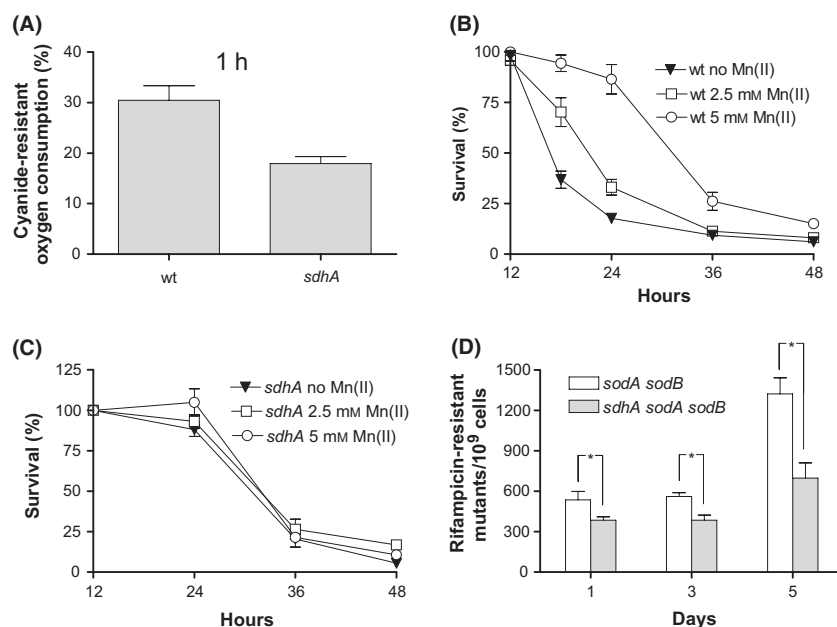 (A)
1 h
Cyanide-resistant
oxygen consumption (%)
40
30
20
10
0
wt
sdhA
(B)
Survival (%)
100
75
50
25
0
wt no Mn(II)
wt 2.5 mM Mn(II)
wt 5 mM Mn(II)
12
24
36
48
Hours
(C)
Survival (%)
125
100
75
50
25
0
sdhA no Mn(II)
sdhA 2.5 mM Mn(II)
sdhA 5 mM Mn(II)
12
24
36
48
Hours
(D)
Rifampicin-resistant
mutants/10⁹ cells
1500
1200
900
600
300
0
sodA sodB
sdhA sodA sodB
*
*
*
1
3
5
Days